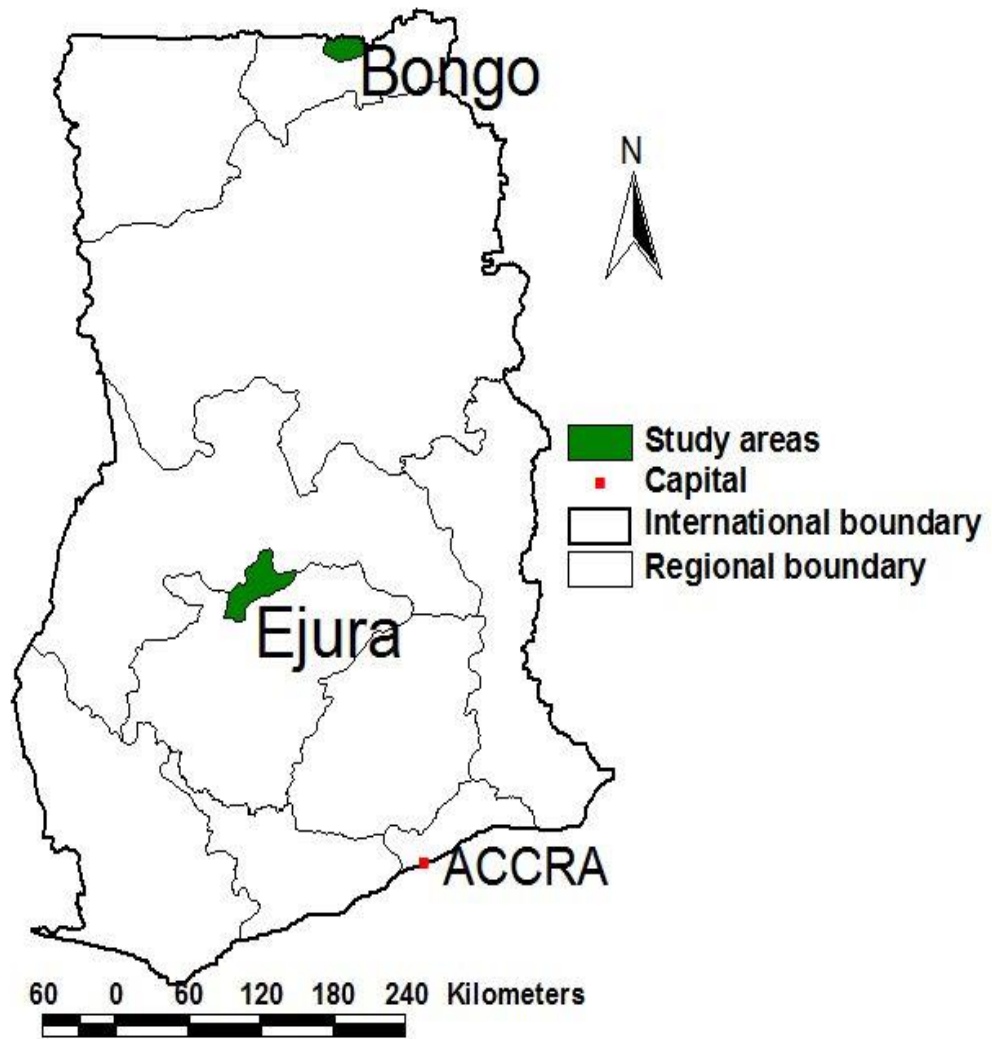 Bongo
N
Study areas
Capital
International boundary
Regional boundary
Ejura
ACCRA
60 0 60 120 180 240 Kilometers